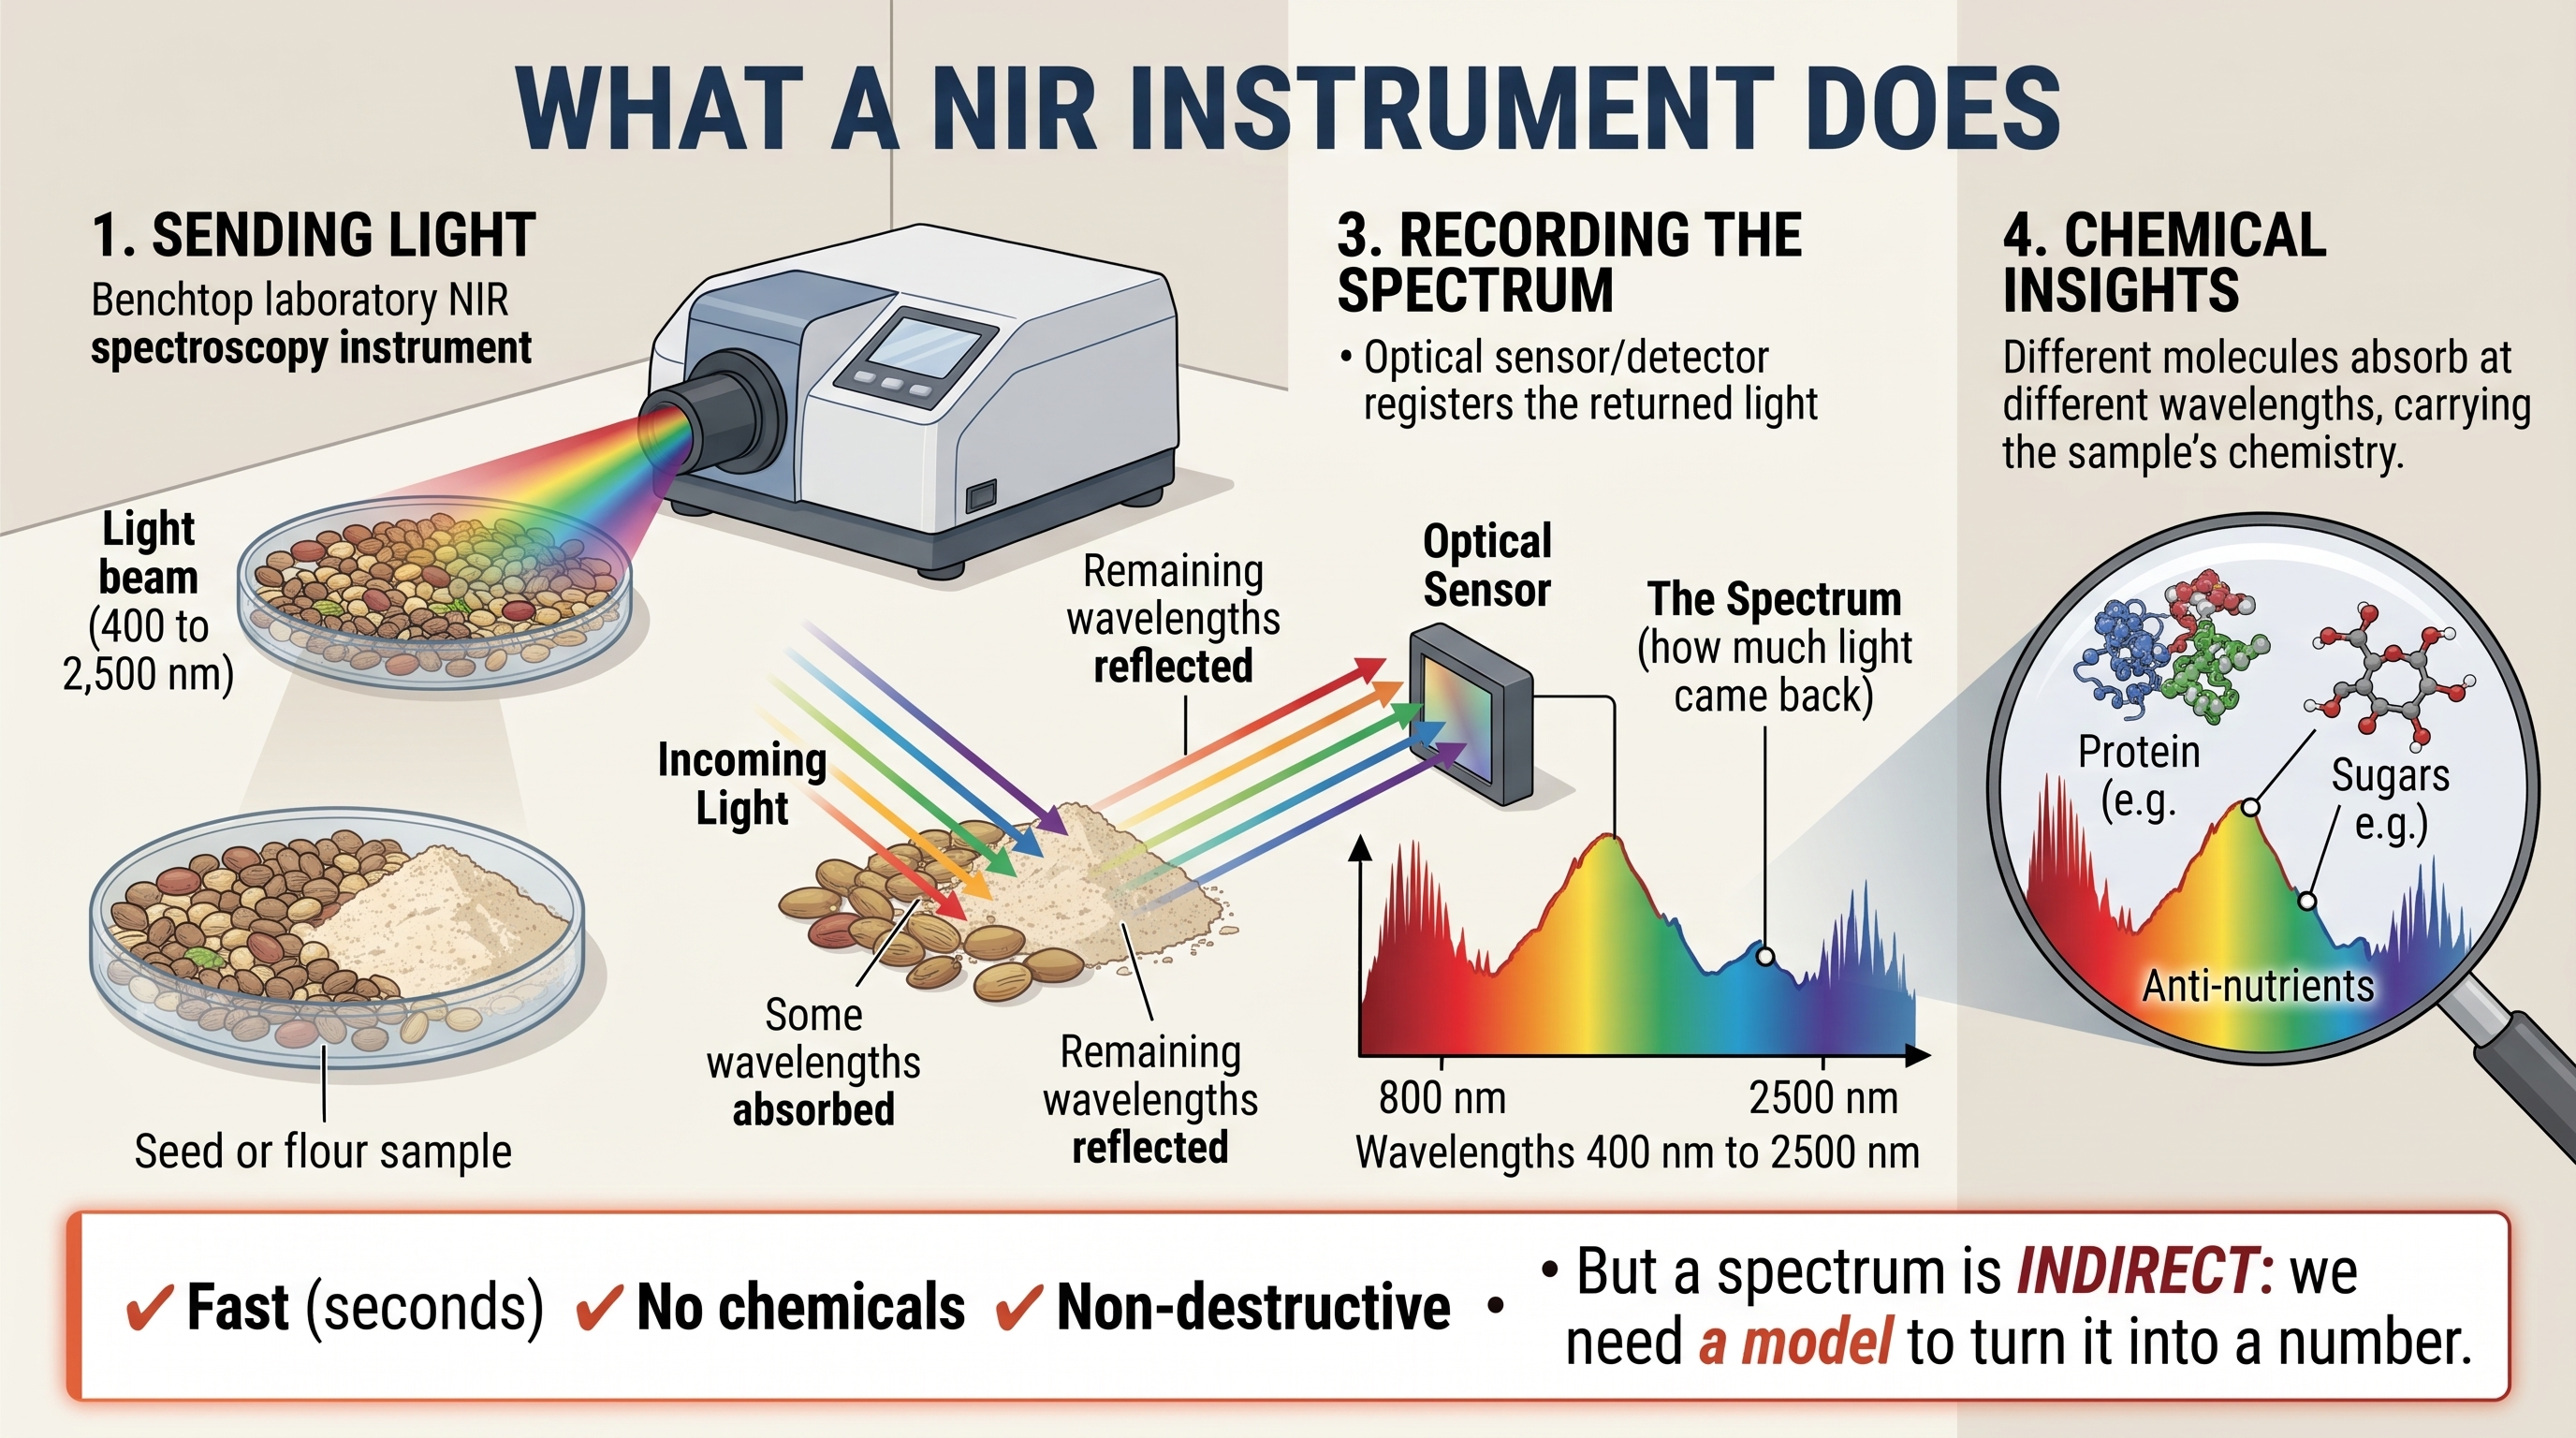 WHAT A NIR INSTRUMENT DOES
1. SENDING LIGHT
Benchtop laboratory NIR
spectroscopy instrument
Light
beam
(400 to
2,500 nm)
Seed or flour sample
Incoming
Light
Some
wavelengths
absorbed
Remaining
wavelengths
reflected
Remaining
wavelengths
reflected
3. RECORDING THE
SPECTRUM
• Optical sensor/detector
registers the returned light
Optical
Sensor
The Spectrum
(how much light
came back)
800 nm
2500 nm
Wavelengths 400 nm to 2500 nm
4. CHEMICAL
INSIGHTS
Different molecules absorb at
different wavelengths, carrying
the sample’s chemistry.
Protein
(e.g.
Sugars
e.g.)
Anti-nutrients
✔ Fast (seconds) ✔ No chemicals ✔ Non-destructive •
• But a spectrum is INDIRECT: we
need a model to turn it into a number.